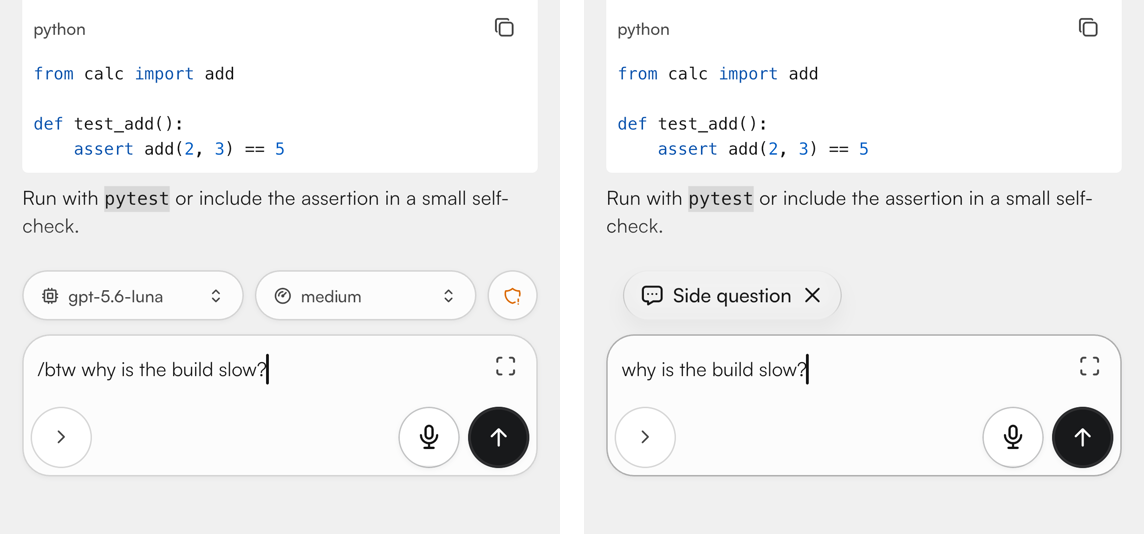 python
from calc import add
def test_add():
    assert add(2, 3) == 5
Run with pytest or include the assertion in a small self-
check.
gpt-5.6-luna
medium
/btw why is the build slow?
python
from calc import add
def test_add():
    assert add(2, 3) == 5
Run with pytest or include the assertion in a small self-
check.
Side question
why is the build slow?